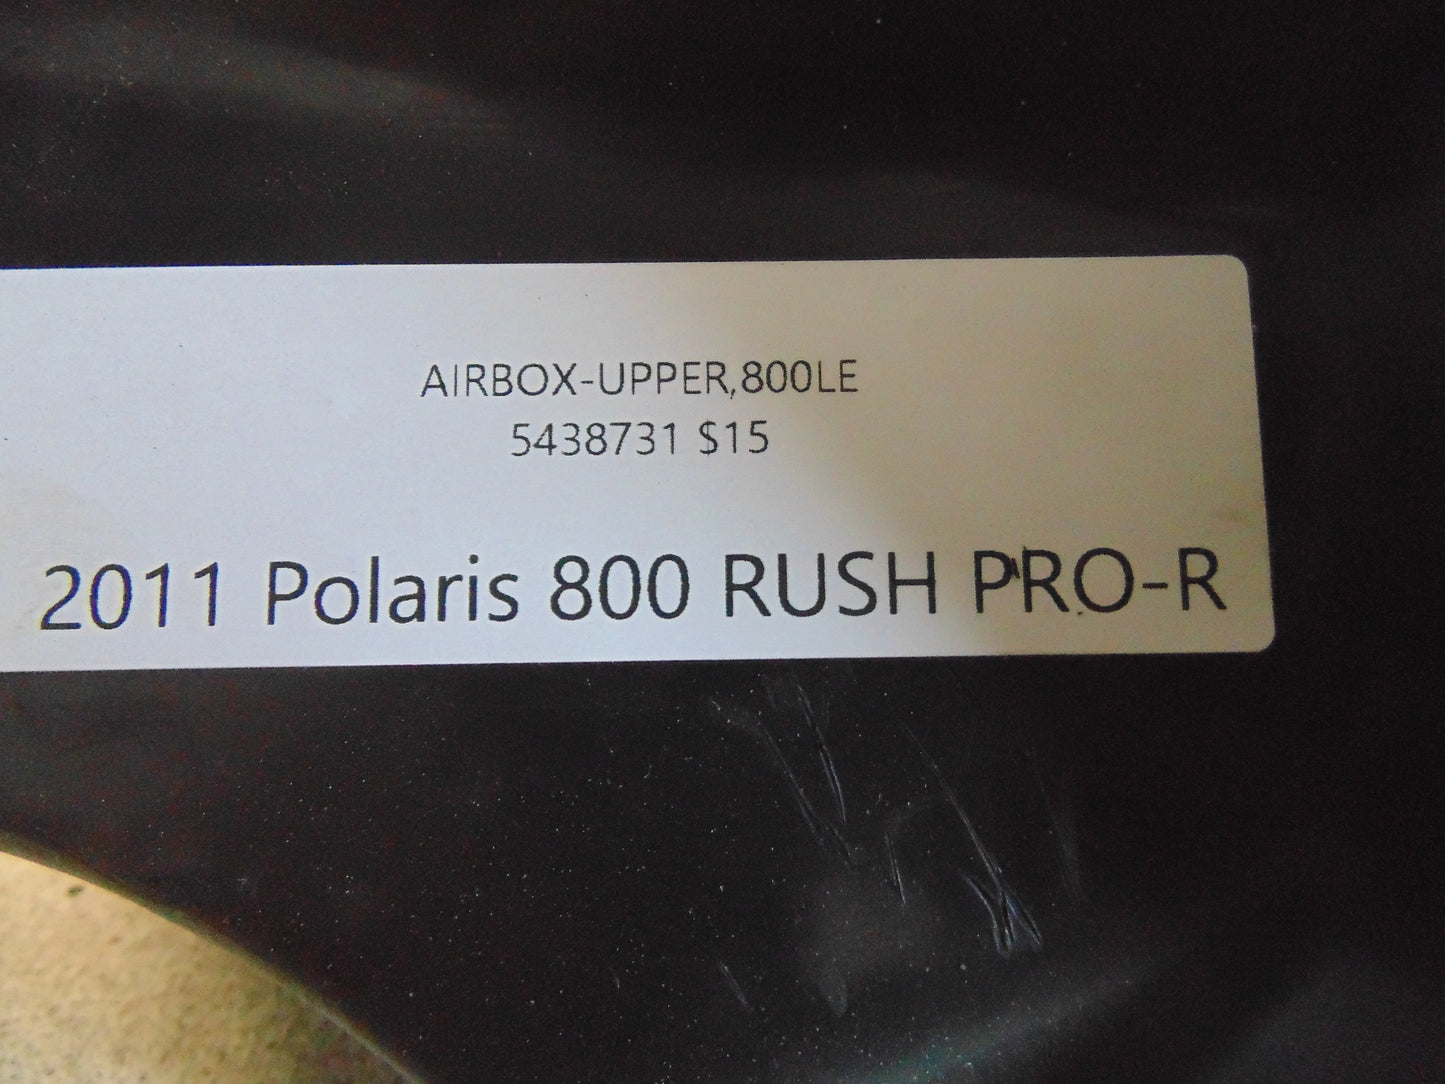 AIRBOX-UPPER,800LE
5438731 $15
2011 Polaris 800 RUSH PRO-R